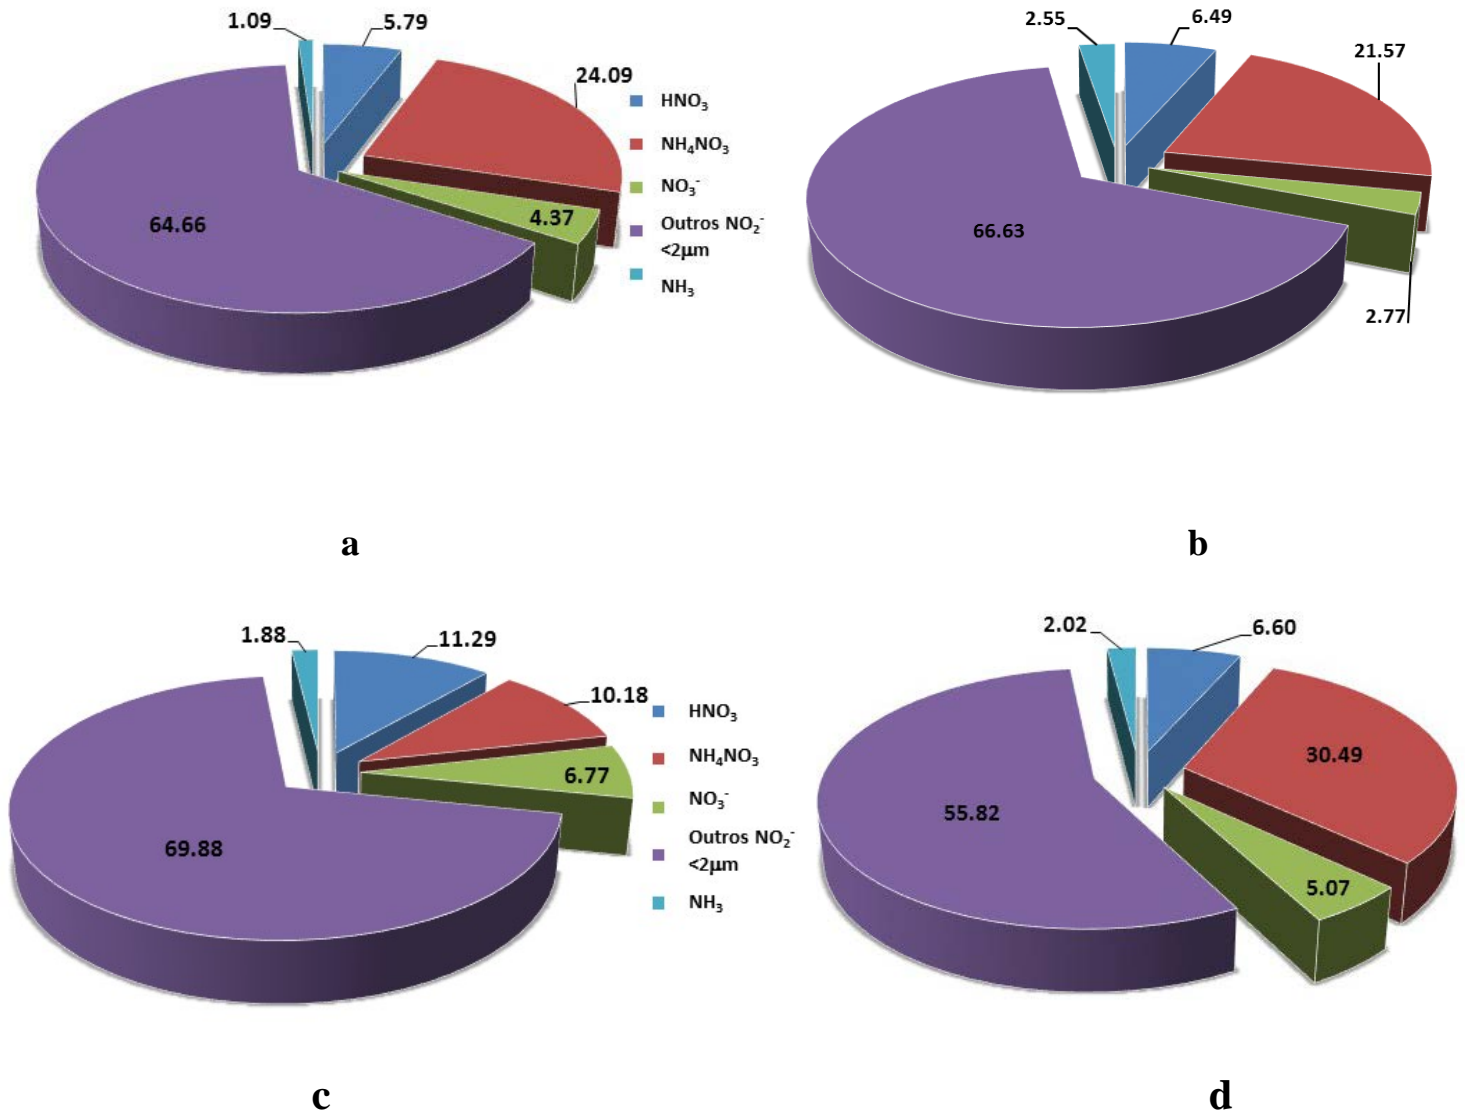 1.09
5.79
24.09
4.37
64.66
HNO₃
NH₄NO₃
NO₃⁻
Outros NO₂⁻
<2µm
NH₃
2.55
6.49
21.57
2.77
66.63
a
b
1.88
11.29
10.18
6.77
69.88
HNO₃
NH₄NO₃
NO₃⁻
Outros NO₂⁻
<2µm
NH₃
2.02
6.60
30.49
5.07
55.82
c
d